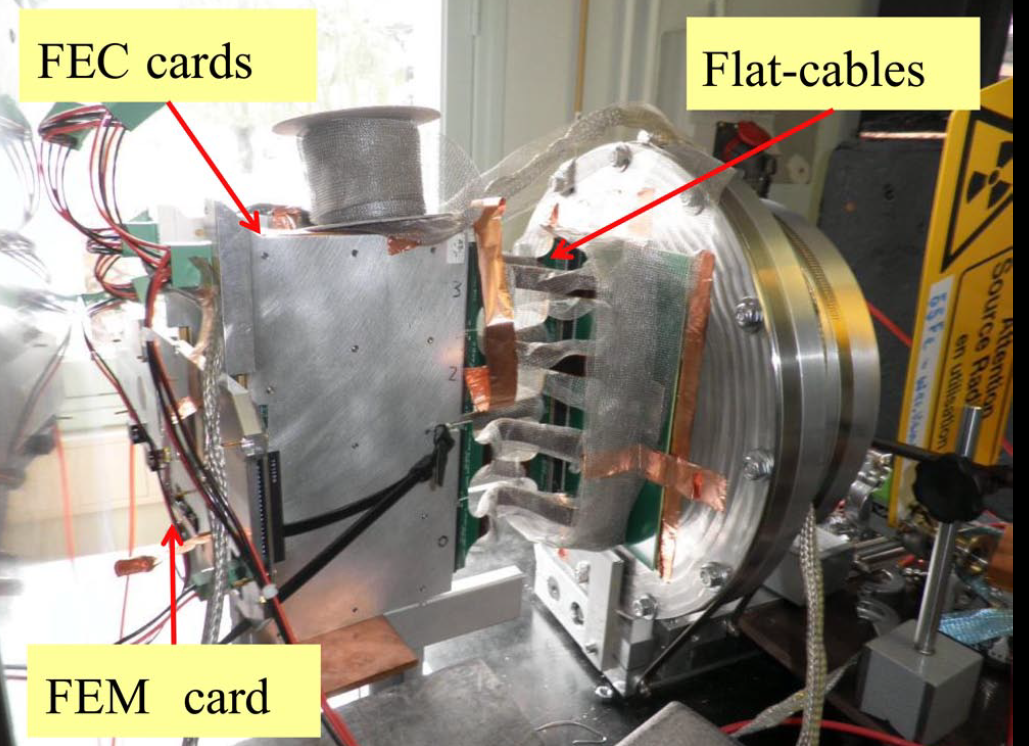 FEC cards
Flat-cables
3
2
Attention
Source Radio
en utilisation
FEM card